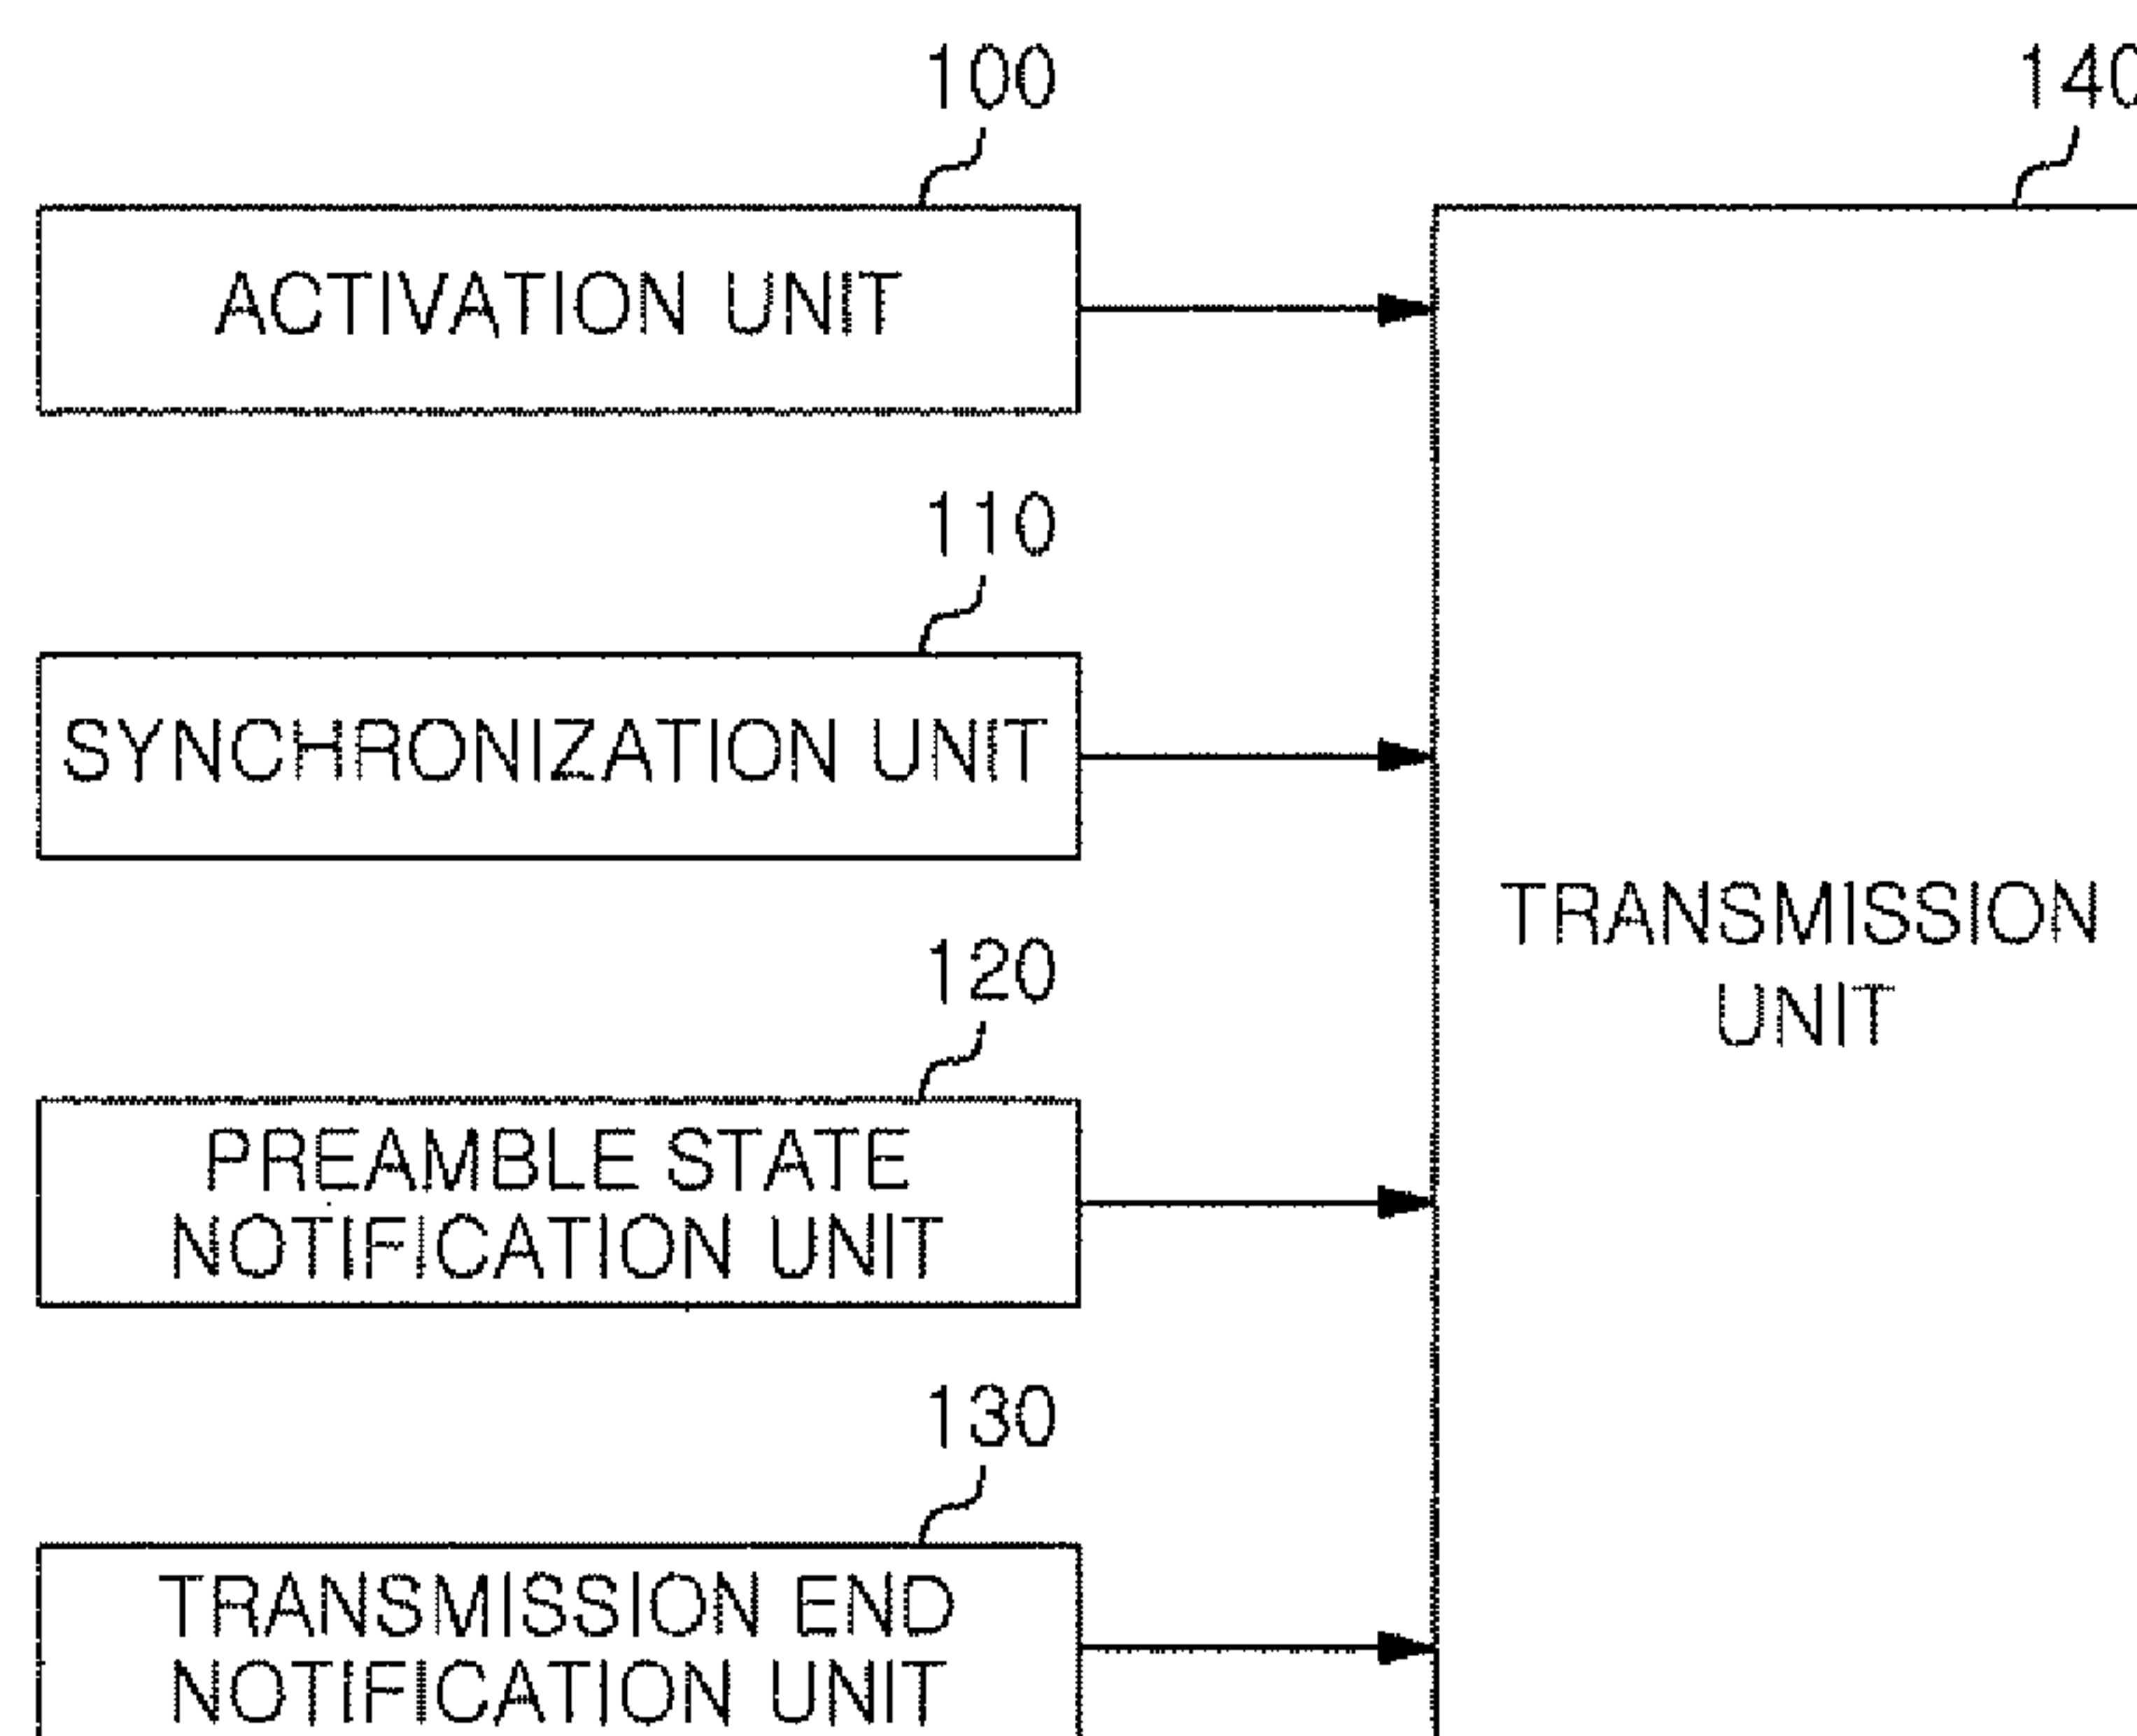 100
140
ACTIVATION UNIT
110
SYNCHRONIZATION UNIT
TRANSMISSION
UNIT
120
PREAMBLE STATE
NOTIFICATION UNIT
130
TRANSMISSION END
NOTIFICATION UNIT